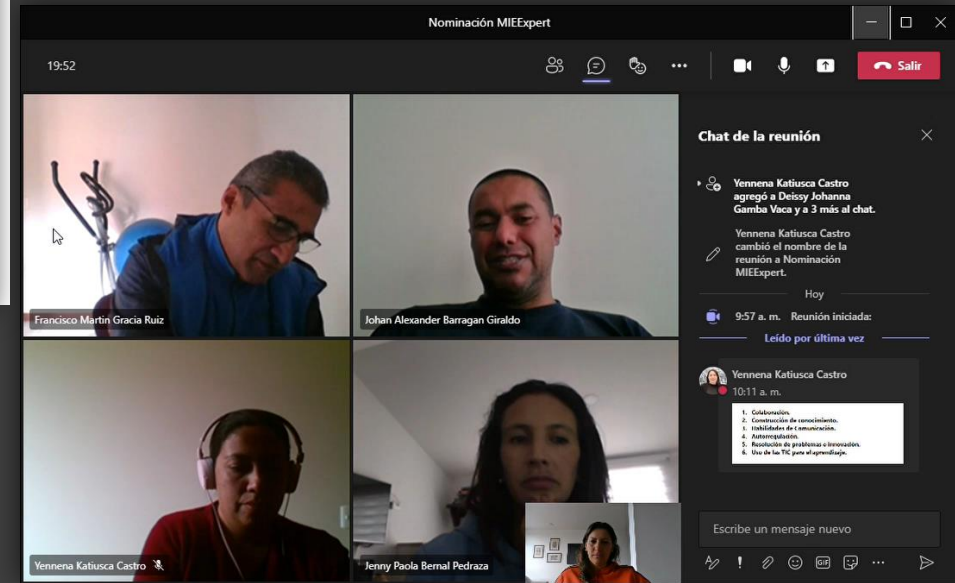 Nominación MIEExpert
19:52
Salir
Francisco Martin Gracia Ruiz
Johan Alexander Barragan Giraldo
Yennena Katiusca Castro
Jenny Paola Bernal Pedraza
Chat de la reunión
Yennena Katiusca Castro
agregó a Deissy Johanna
Gamba Vaca y a 3 más al chat.
Yennena Katiusca Castro
cambió el nombre de la
reunión a Nominación
MIEExpert.
Hoy
9:57 a. m. Reunión iniciada:
Leído por última vez
Yennena Katiusca Castro
10:11 a. m.
1. Colaboración.
2. Construcción de conocimiento.
3. Habilidades de Comunicación.
4. Autorregulación.
5. Resolución de problemas e innovación.
6. Uso de las TIC para el aprendizaje.
Escribe un mensaje nuevo
GIF